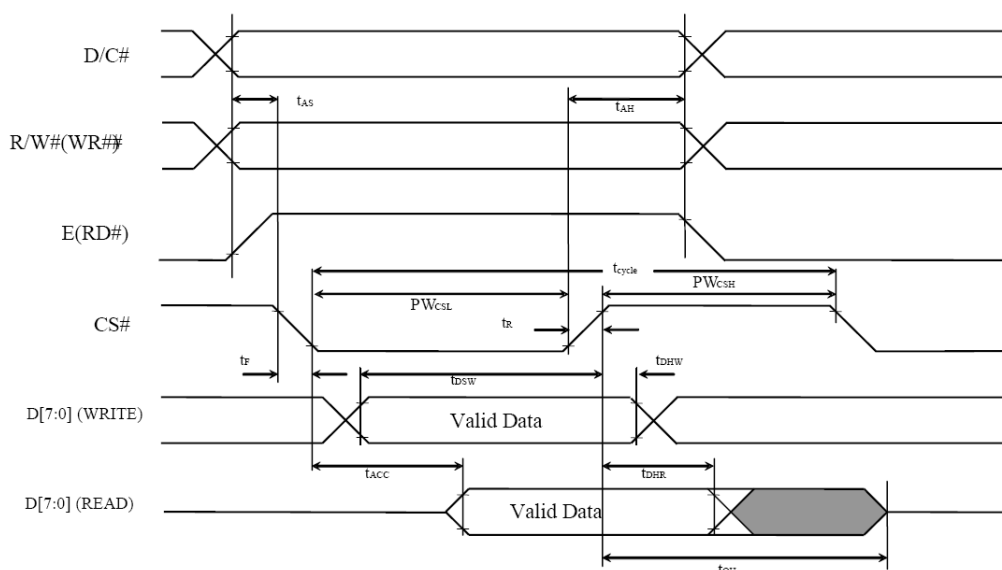 D/C#
tAS
tAH
R/W#(WR##)
E(RD#)
tcycle
PWCSL
PWCSH
CS#
tR
tF
tDSW
tDHW
D[7:0] (WRITE)
Valid Data
tACC
tDHR
D[7:0] (READ)
Valid Data